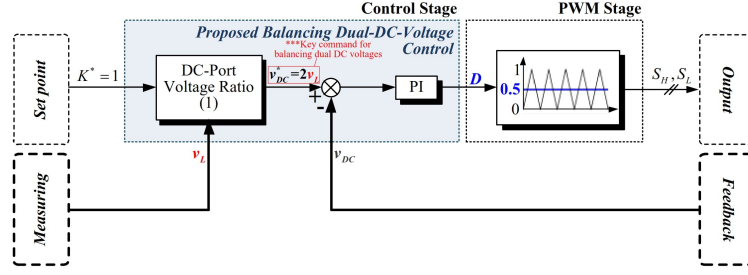 Control Stage
PWM Stage
Proposed Balancing Dual-DC-Voltage
Control
***Key command for
balancing dual DC voltages
Set point
K* = 1
DC-Port
Voltage Ratio
(1)
v*DC=2vL
+
-
PI
D
1
0.5
0
SH, SL
Output
Measuring
vL
vDC
Feedback